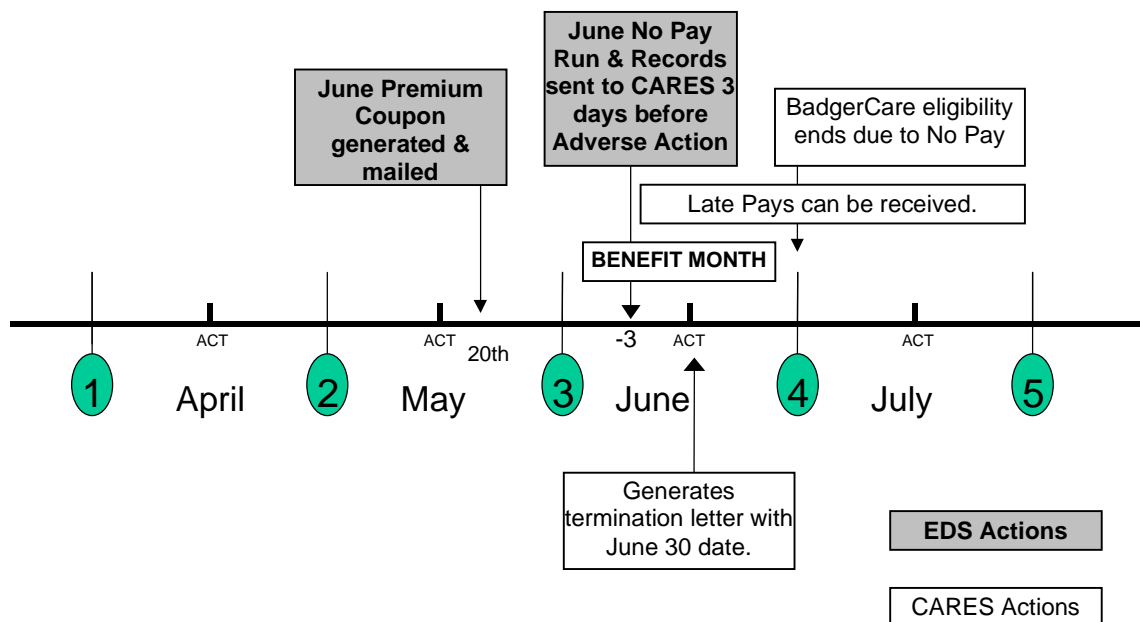 June Premium
Coupon
generated &
mailed
June No Pay
Run & Records
sent to CARES 3
days before
Adverse Action
BadgerCare eligibility
ends due to No Pay
Late Pays can be received.
BENEFIT MONTH
ACT
ACT
20th
-3
ACT
ACT
1
April
2
May
3
June
4
July
5
Generates
termination letter with
June 30 date.
EDS Actions
CARES Actions